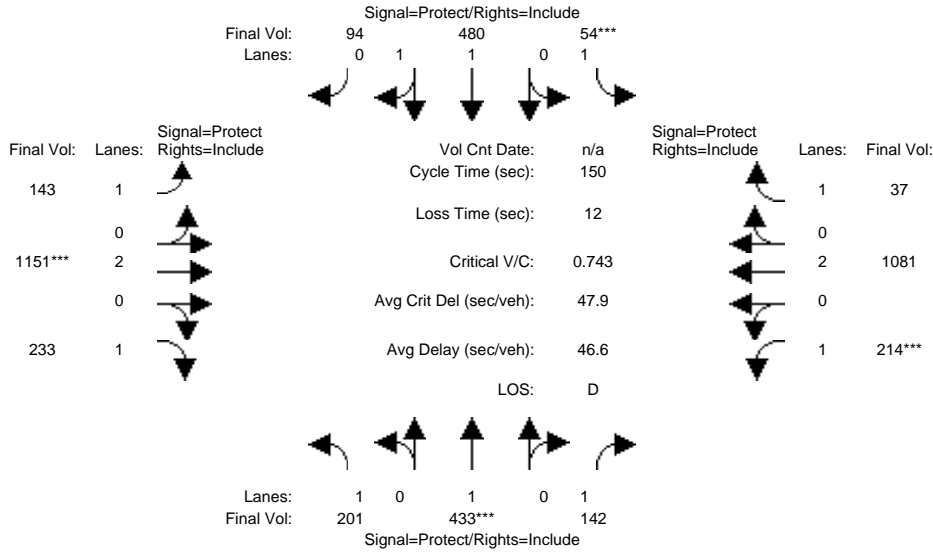 Signal=Protect/Rights=Include
Final Vol: 94 480 54***
Lanes: 0 1 1 0 1
Signal=Protect
Final Vol: Lanes: Rights=Include
Vol Cnt Date: n/a
Signal=Protect
Rights=Include Lanes: Final Vol:
Cycle Time (sec): 150
143 1
1 37
Loss Time (sec): 12
0
0
1151*** 2
Critical V/C: 0.743
2 1081
0
Avg Crit Del (sec/veh): 47.9
0
233 1
Avg Delay (sec/veh): 46.6
1 214***
LOS: D
Lanes: 1 0 1 0 1
Final Vol: 201 433*** 142
Signal=Protect/Rights=Include